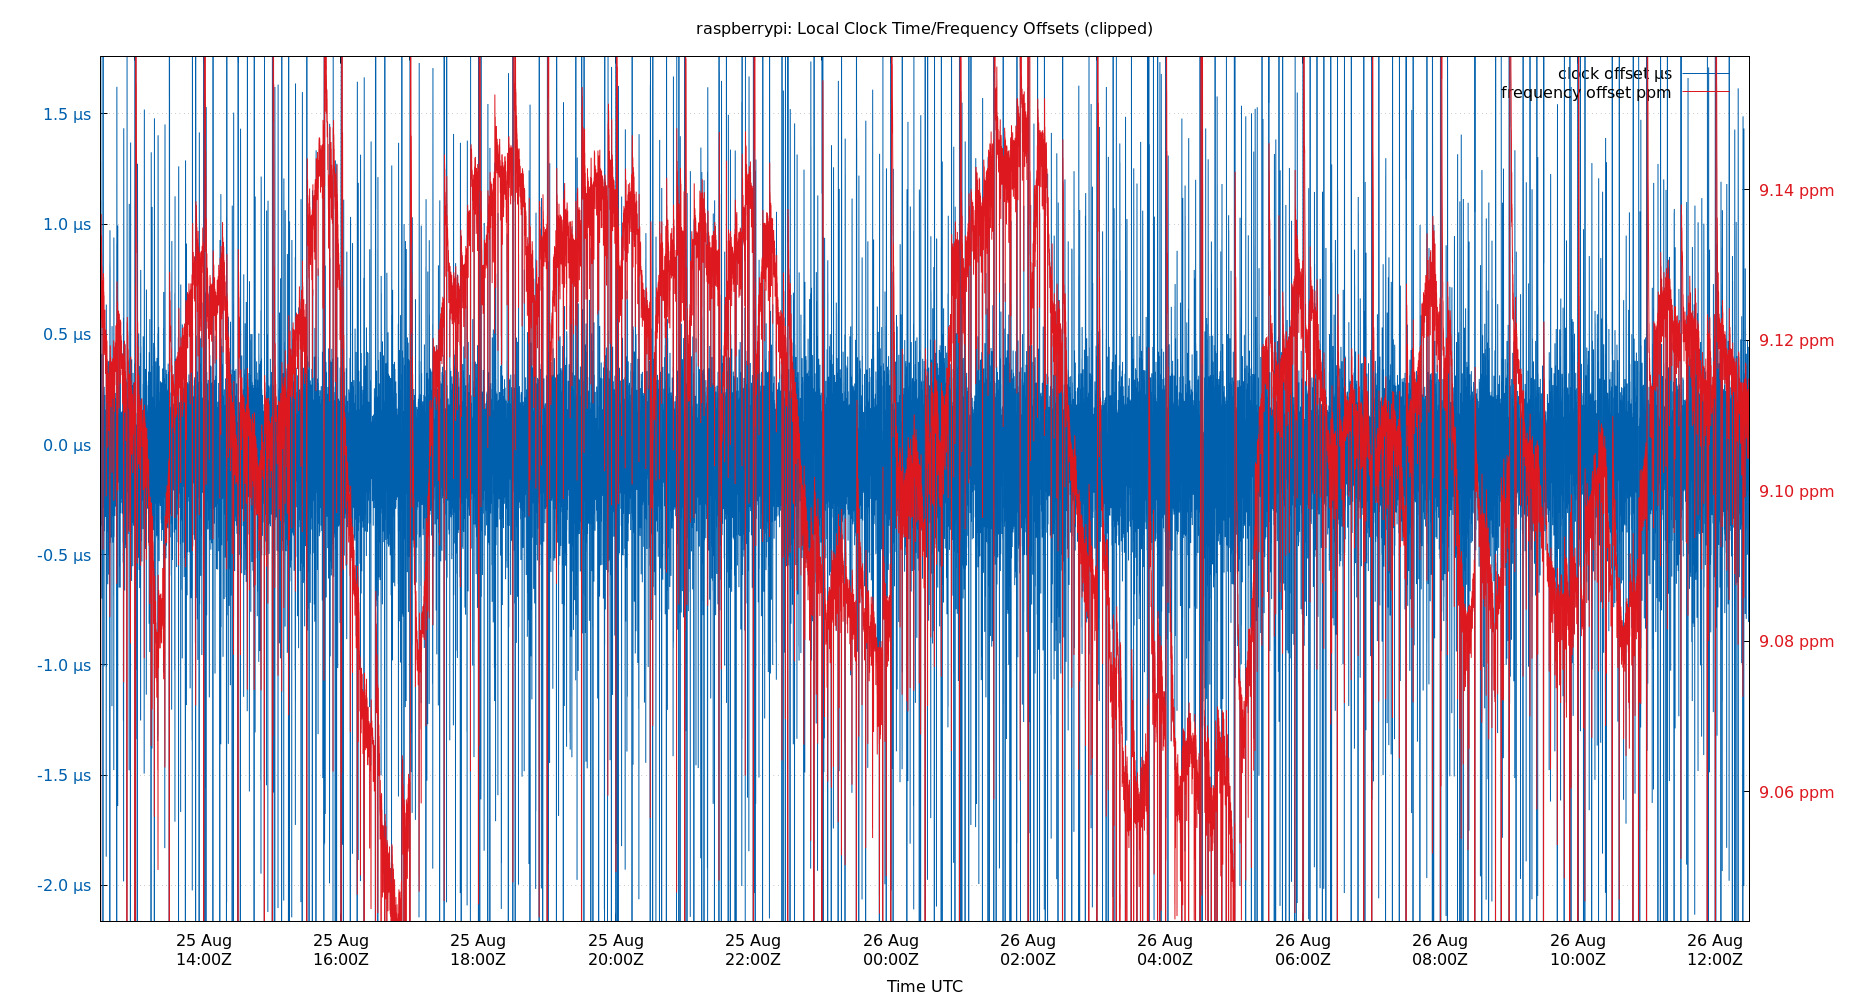 raspberrypi: Local Clock Time/Frequency Offsets (clipped)
clock offset µs
frequency offset ppm
1.5 µs
1.0 µs
0.5 µs
0.0 µs
-0.5 µs
-1.0 µs
-1.5 µs
-2.0 µs
9.14 ppm
9.12 ppm
9.10 ppm
9.08 ppm
9.06 ppm
25 Aug 14:00Z
25 Aug 16:00Z
25 Aug 18:00Z
25 Aug 20:00Z
25 Aug 22:00Z
26 Aug 00:00Z
26 Aug 02:00Z
26 Aug 04:00Z
26 Aug 06:00Z
26 Aug 08:00Z
26 Aug 10:00Z
26 Aug 12:00Z
Time UTC